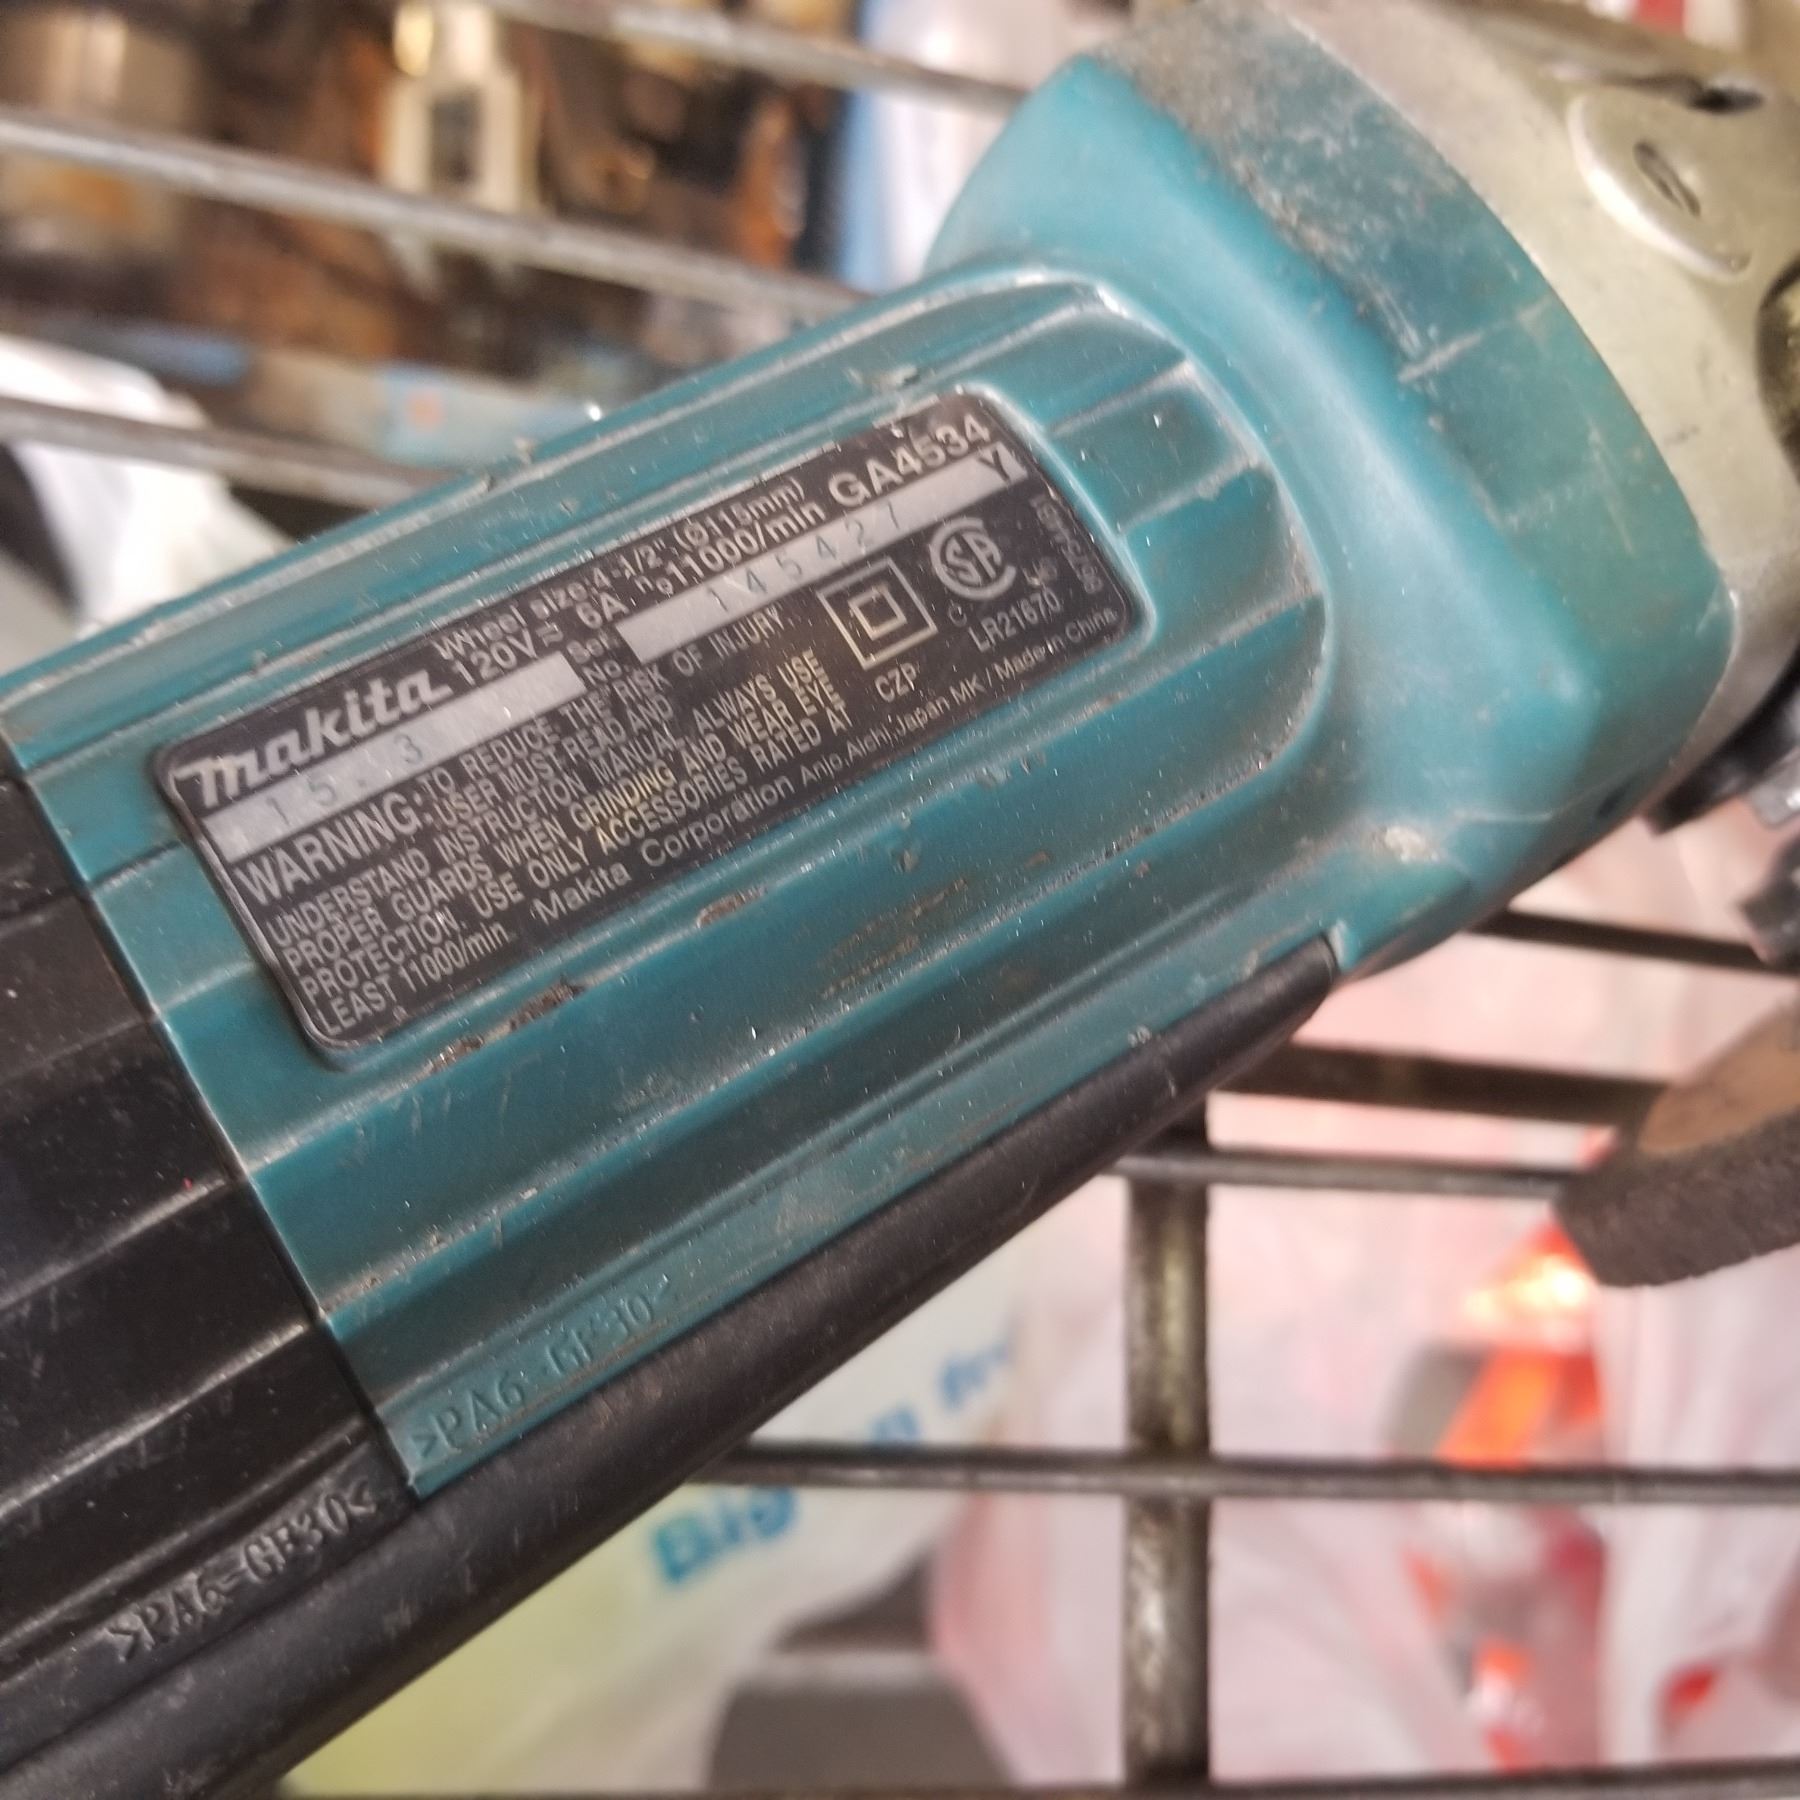 Makita Wheel size:4-1/2" (Ø115mm)
120V 6A n 11000/min GA4534
15 3 Ser. No. 145427 Y
WARNING: TO REDUCE THE RISK OF INJURY,
USER MUST READ AND
UNDERSTAND INSTRUCTION MANUAL. ALWAYS USE
PROPER GUARDS WHEN GRINDING AND WEAR EYE
PROTECTION. USE ONLY ACCESSORIES RATED AT
LEAST 11000/min.
CZP
C SA
LR21670
Makita Corporation Anjo, Aichi, Japan MK / Made in China
>PA6-GF30<
>PA6-GF30<
Big